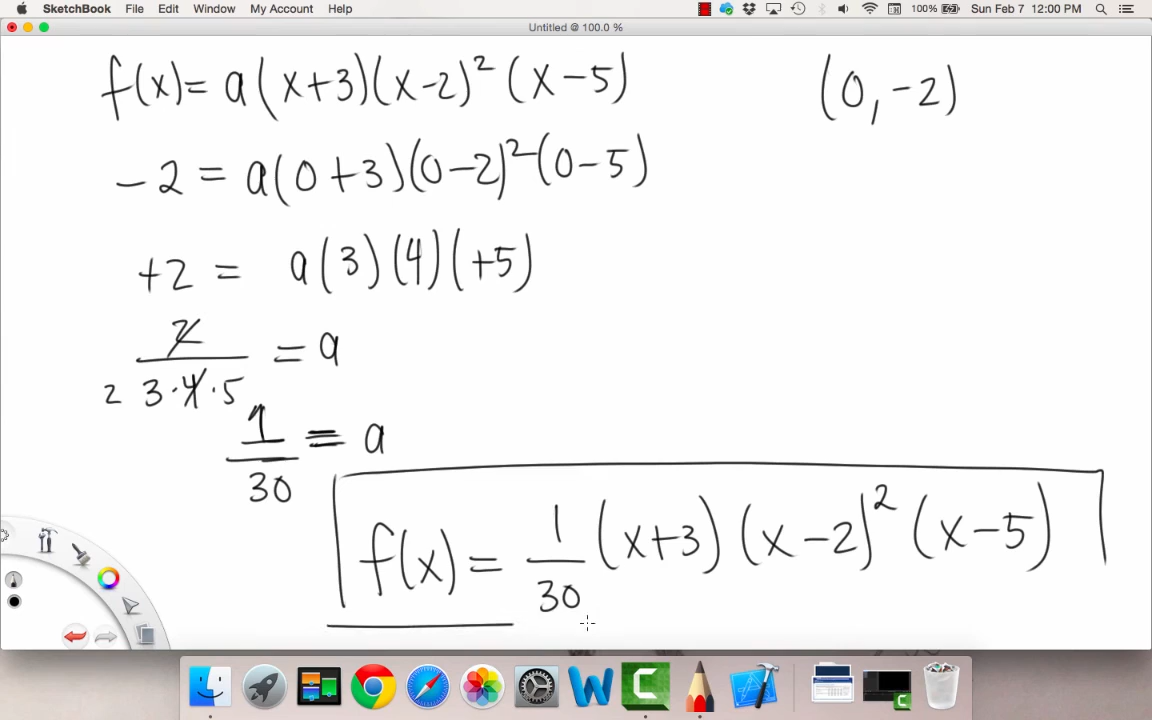 SketchBook File Edit Window My Account Help 100% Sun Feb 7 12:00 PM
Untitled @ 100.0 %
f(x)= a(x+3)(x-2)² (x-5) (0,-2)
-2 = a(0+3)(0-2)²(0-5)
+2 = a(3)(4)(+5)
2/(3·4·5) = a
2
1/30 = a
f(x) = 1/30 (x+3)(x-2)² (x-5)